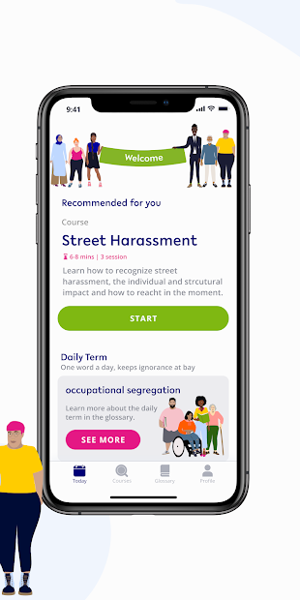 9:41
Welcome
Recommended for you
Course
Street Harassment
6-8 mins | 3 session
Learn how to recognize street
harassment, the individual and strcutural
impact and how to reacht in the moment.
START
Daily Term
One word a day, keeps ignorance at bay
occupational segregation
Learn more about the daily
term in the glossary.
SEE MORE
Today
Courses
Glossary
Profile